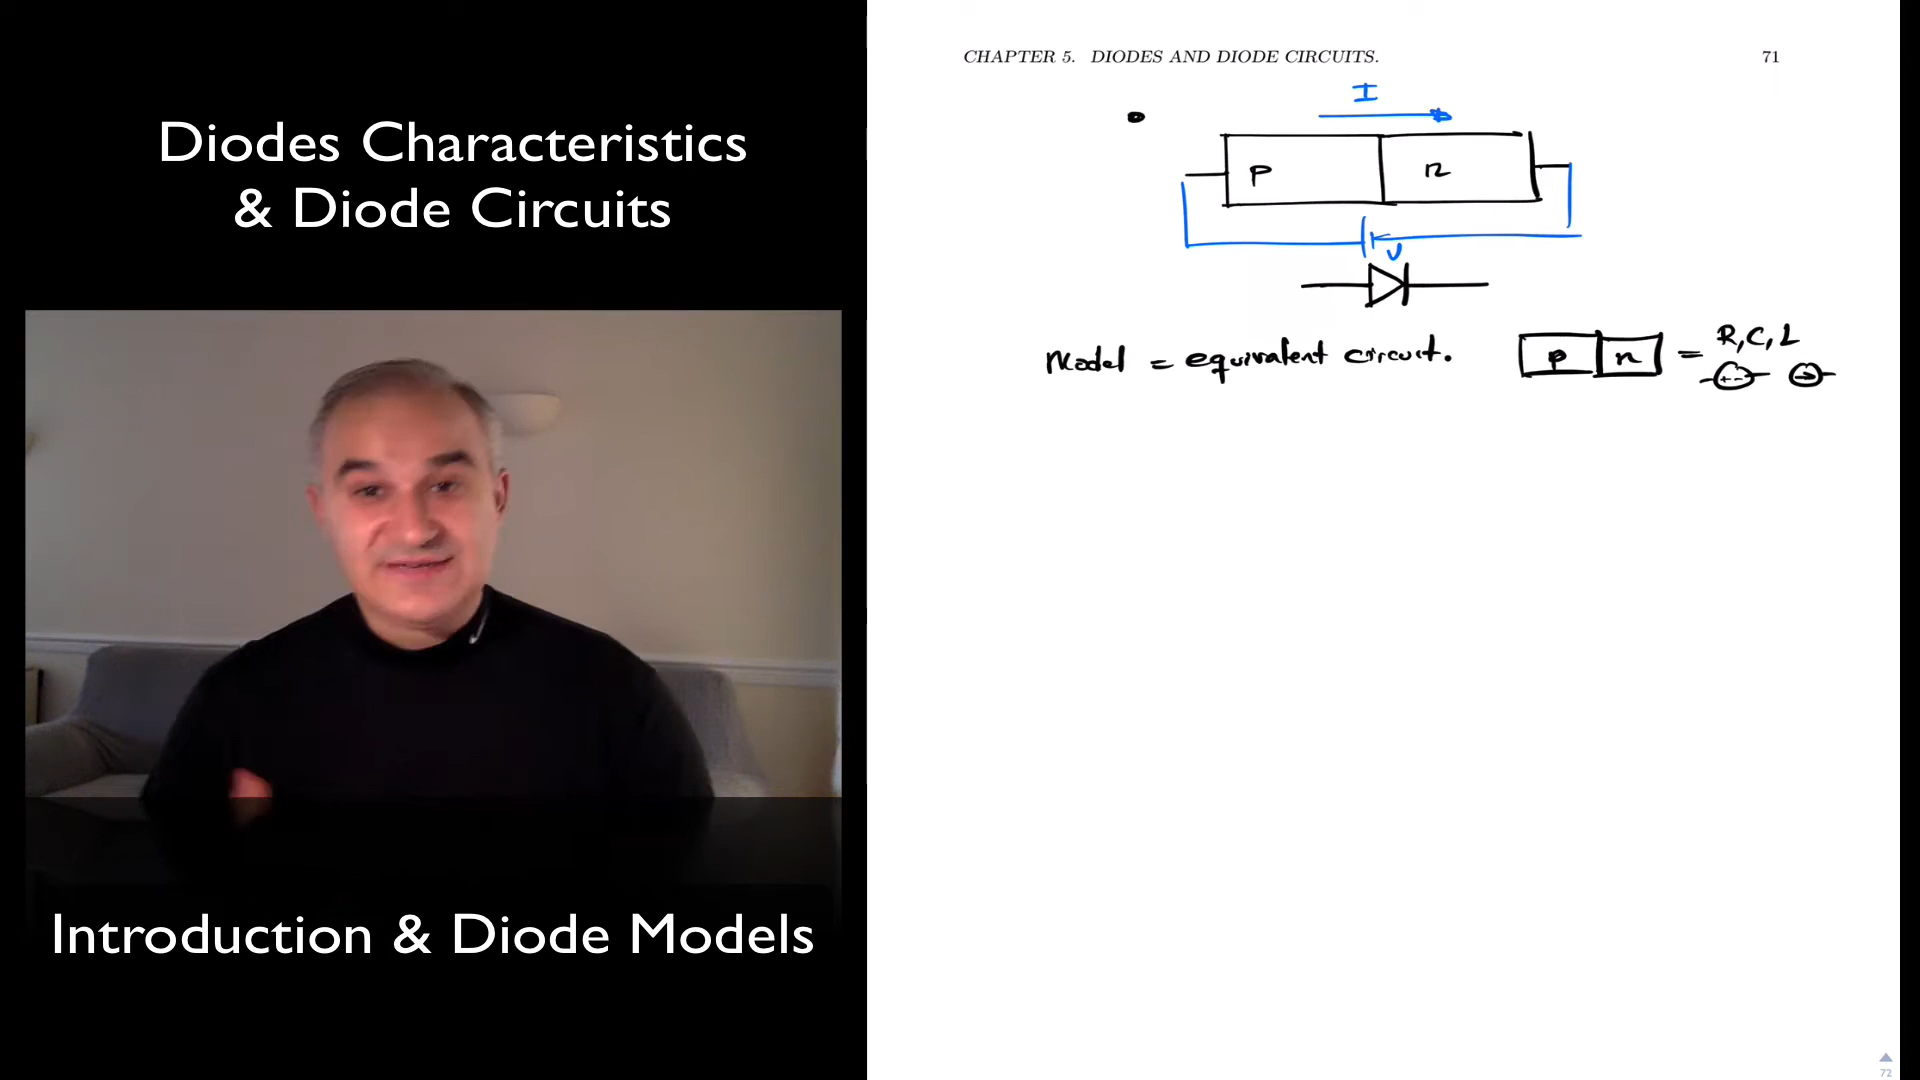 Diodes Characteristics
& Diode Circuits
Introduction & Diode Models
CHAPTER 5. DIODES AND DIODE CIRCUITS. 71
I
p n
V
Model = equivalent circuit. p n = R, C, L
+ -
72